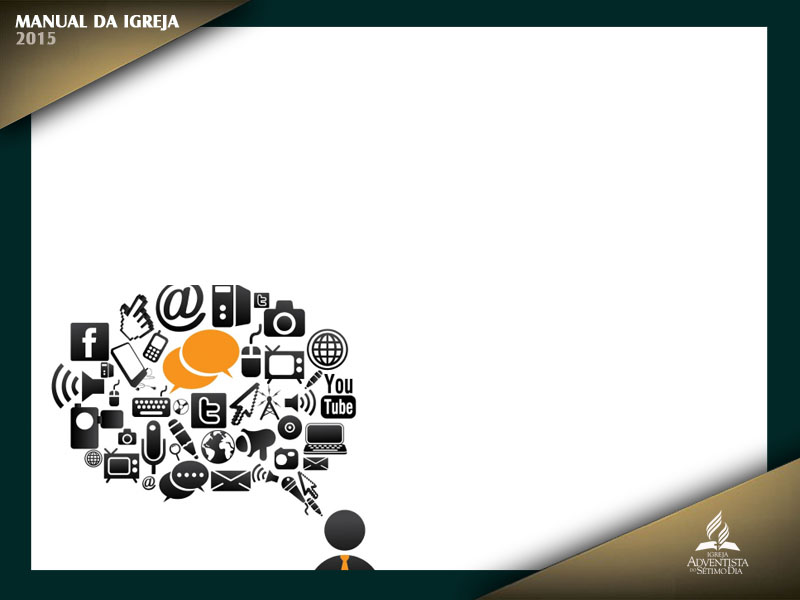 MANUAL DA IGREJA
2015
@
t
f
You
Tube
t
@
IGREJA
ADVENTISTA
DO SÉTIMO DIA